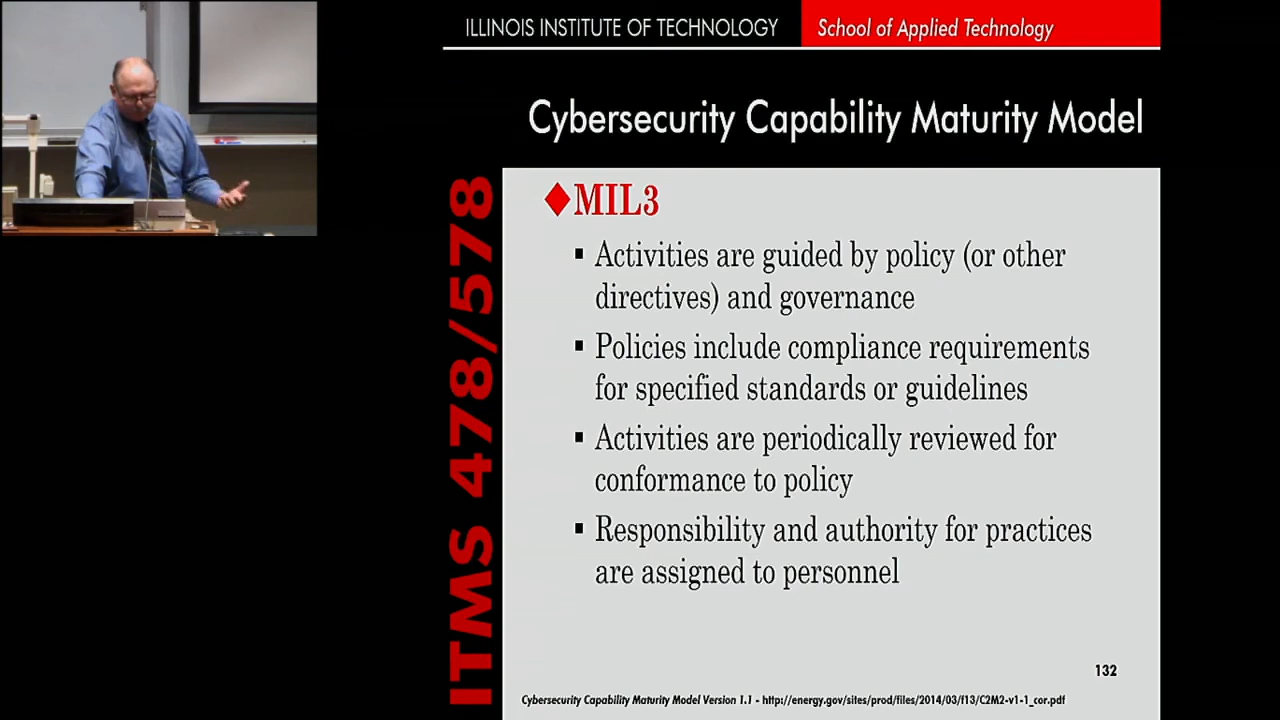 ILLINOIS INSTITUTE OF TECHNOLOGY School of Applied Technology
Cybersecurity Capability Maturity Model
ITMS 478/578
♦MIL3
▪ Activities are guided by policy (or other
directives) and governance
▪ Policies include compliance requirements
for specified standards or guidelines
▪ Activities are periodically reviewed for
conformance to policy
▪ Responsibility and authority for practices
are assigned to personnel
132
Cybersecurity Capability Maturity Model Version 1.1 - http://energy.gov/sites/prod/files/2014/03/f13/C2M2-v1-1_cor.pdf